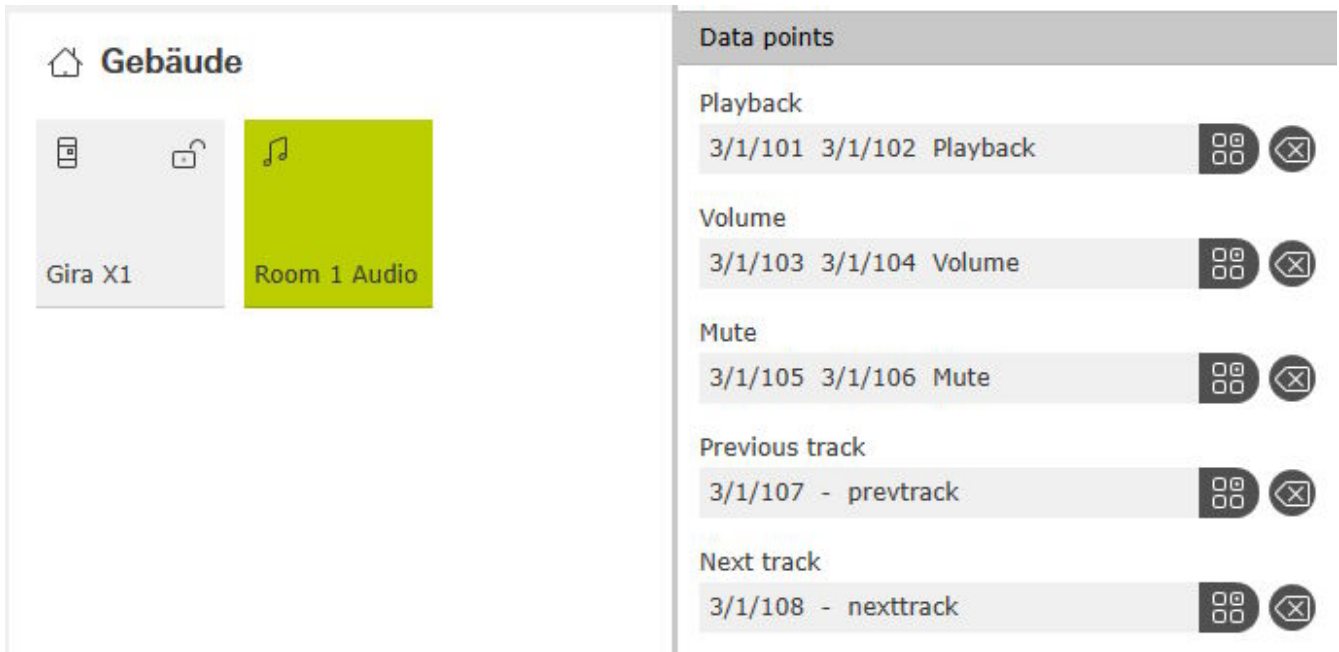 Gebäude
Gira X1
Room 1 Audio
Data points
Playback
3/1/101 3/1/102 Playback
Volume
3/1/103 3/1/104 Volume
Mute
3/1/105 3/1/106 Mute
Previous track
3/1/107 - prevtrack
Next track
3/1/108 - nexttrack